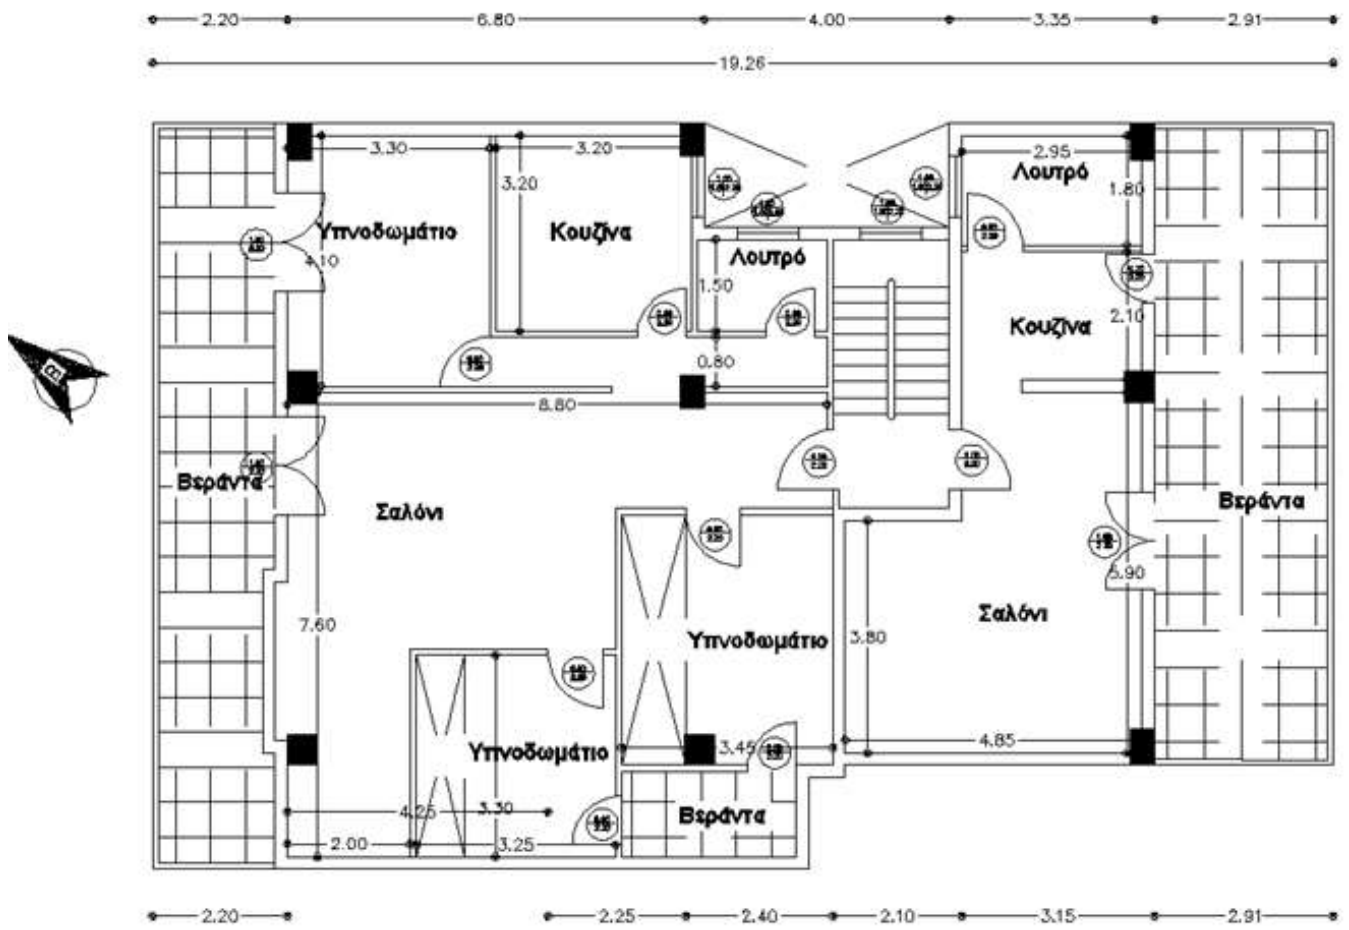 2.20 6.80 4.00 3.35 2.91
19.26
3.30 3.20 2.95
3.20 Λουτρό 1.80
Υπνοδωμάτιο Κουζίνα
4.10 Λουτρό
1.50
2.10
Κουζίνα
0.80
8.80
Βεράντα Σαλόνι Βεράντα
5.90
7.60 Υπνοδωμάτιο 3.80 Σαλόνι
Υπνοδωμάτιο 3.45 4.85
4.25 3.30 Βεράντα
2.00 3.25
2.20 2.25 2.40 2.10 3.15 2.91